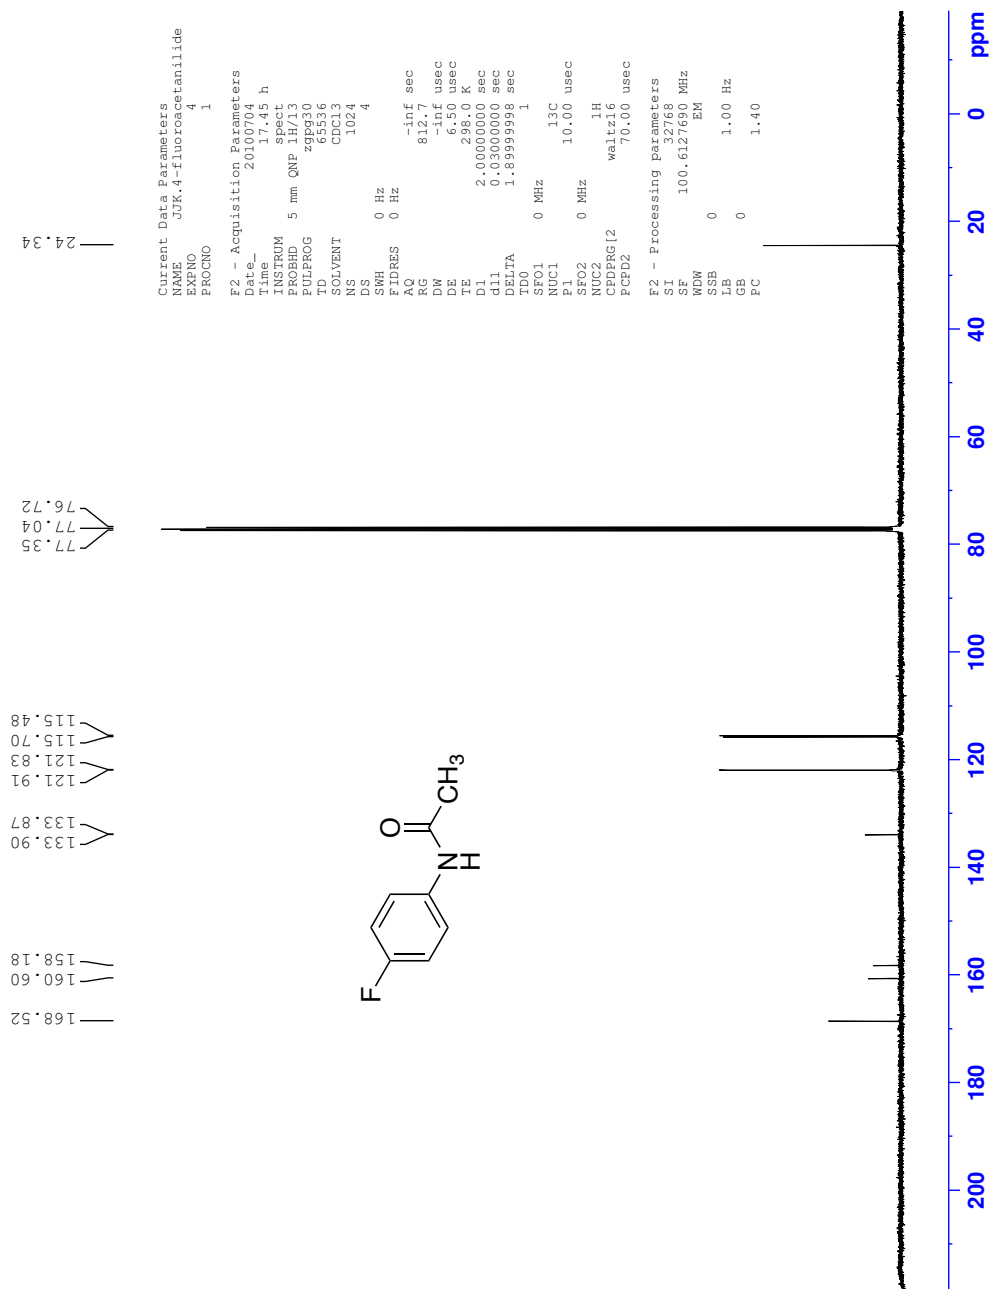 Current Data Parameters
NAME JJK.4-fluoroacetanilide
EXPNO 4
PROCNO 1
F2 - Acquisition Parameters
Date_ 20100704
Time 17.45 h
INSTRUM spect
PROBHD 5 mm QNP 1H/13
PULPROG zgpg30
TD 65536
SOLVENT CDCl3
NS 1024
DS 4
SWH 0 Hz
FIDRES 0 Hz
AQ -inf sec
RG 812.7
DW -inf usec
DE 6.50 usec
TE 298.0 K
D1 2.00000000 sec
d11 0.03000000 sec
DELTA 1.89999998 sec
TD0 1
SFO1 0 MHz
NUC1 13C
P1 10.00 usec
SFO2 0 MHz
NUC2 1H
CPDPRG[2 waltz16
PCPD2 70.00 usec
F2 - Processing parameters
SI 32768
SF 100.6127690 MHz
WDW EM
SSB 0
LB 1.00 Hz
GB 0
PC 1.40
24.34
76.72
77.04
77.35
115.48
115.70
121.83
121.91
133.87
133.90
158.18
160.60
168.52
F
O
N
H
CH3
200
180
160
140
120
100
80
60
40
20
0
ppm